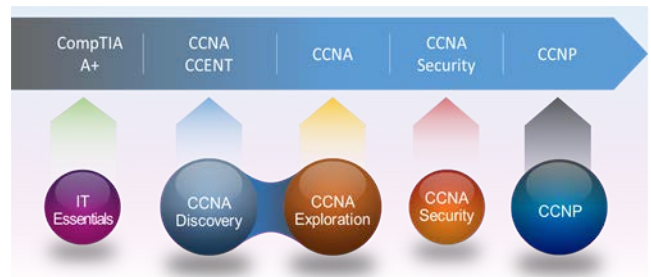 CompTIA
A+
CCNA
CCENT
CCNA
CCNA
Security
CCNP
IT
Essentials
CCNA
Discovery
CCNA
Exploration
CCNA
Security
CCNP